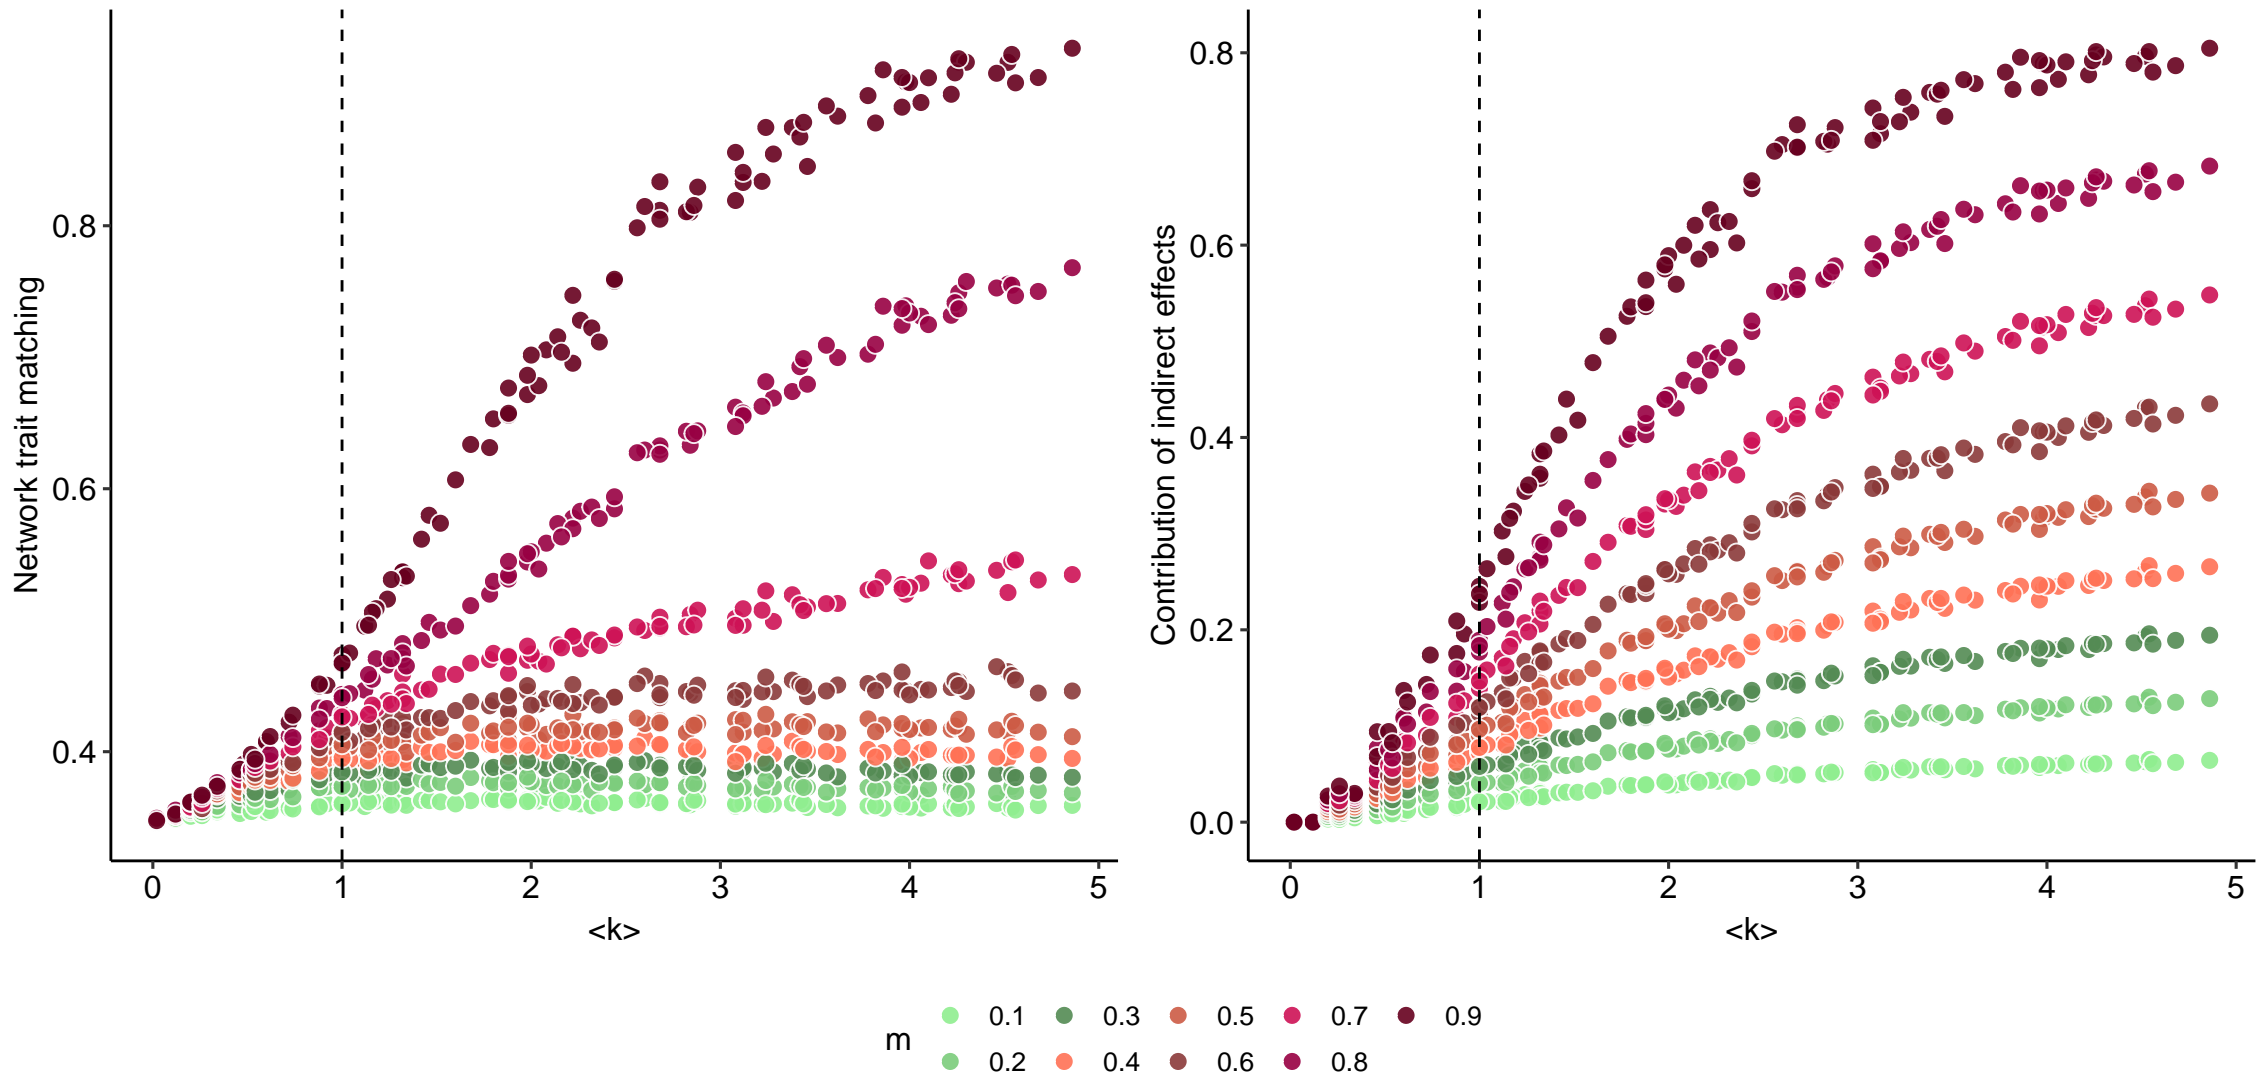 Network trait matching
0.8
0.6
0.4
0 1 2 3 4 5
<k>
Contribution of indirect effects
0.8
0.6
0.4
0.2
0.0
0 1 2 3 4 5
<k>
m
0.1 0.3 0.5 0.7 0.9
0.2 0.4 0.6 0.8